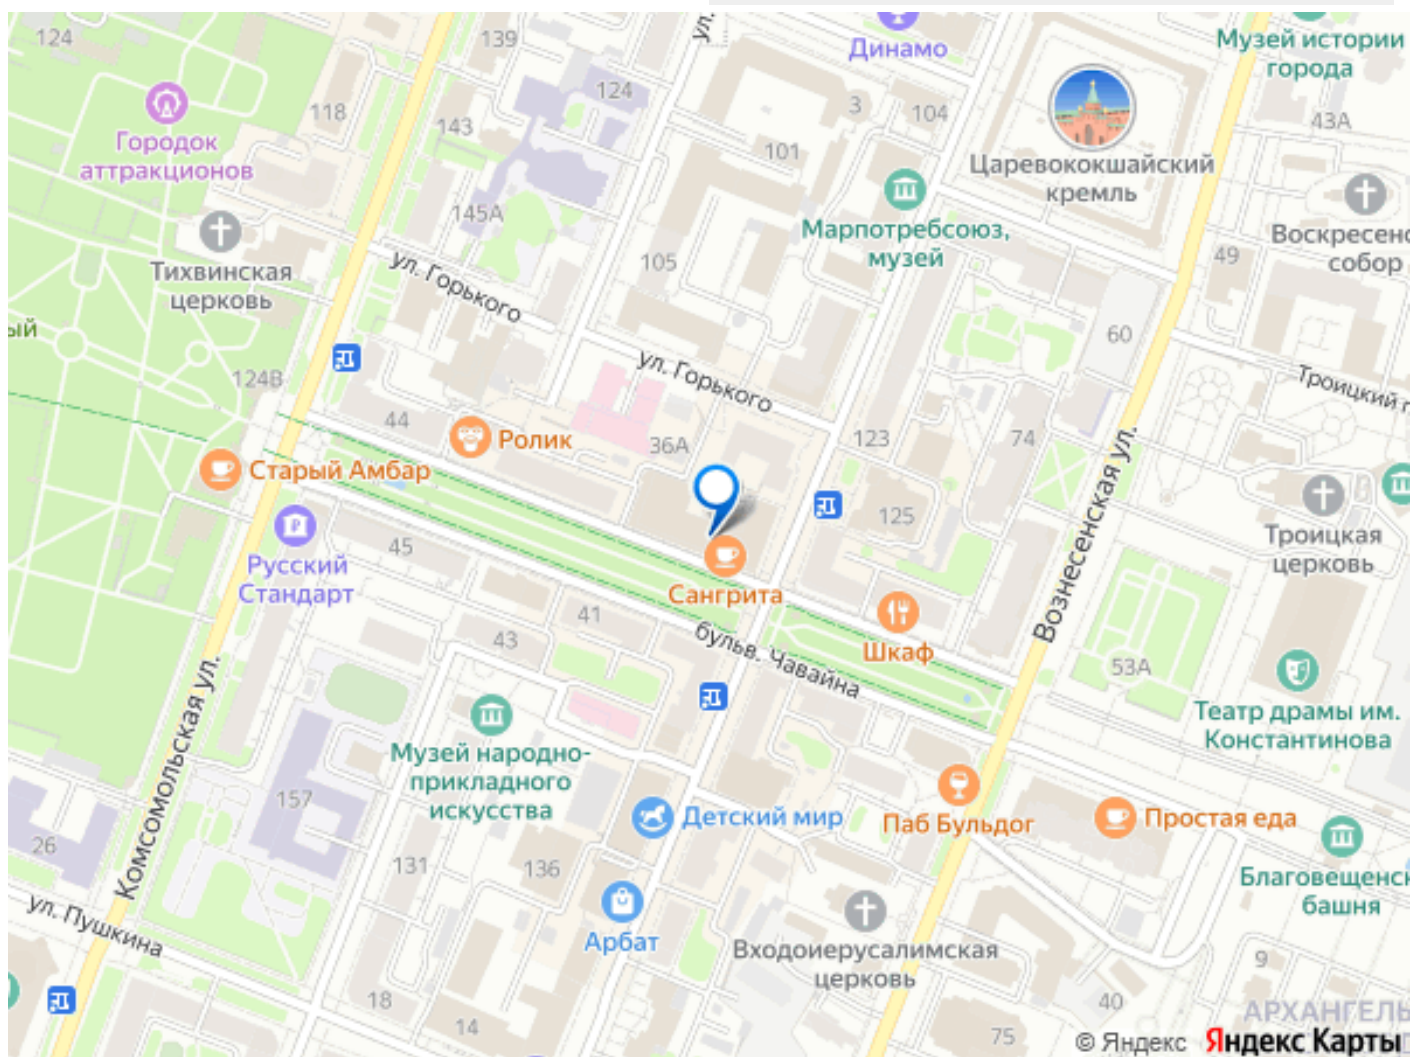 124
139
ул.
Динамо
Музей истории
города
Городок
аттракционов
118
143
124
3
104
101
43А
Царевококшайский
кремль
145А
Марпотребсоюз,
музей
Тихвинская
церковь
ул. Горького
105
49
60
ый
124В
44
Ролик
Старый Амбар
ул. Горького
36А
123
74
125
Троицкий
Вознесенская ул.
Троицкая
церковь
Русский
Стандарт
45
Сангрита
41
43
бульв. Чавайна
Шкаф
53А
Театр драмы им.
Константинова
Комсомольская ул.
Музей народно-
прикладного
искусства
157
26
Детский мир
Паб Бульдог
Простая еда
131
136
Арбат
Входоиерусалимская
церковь
башня
ул. Пушкина
18
14
75
9
40
© Яндекс Яндекс Карты